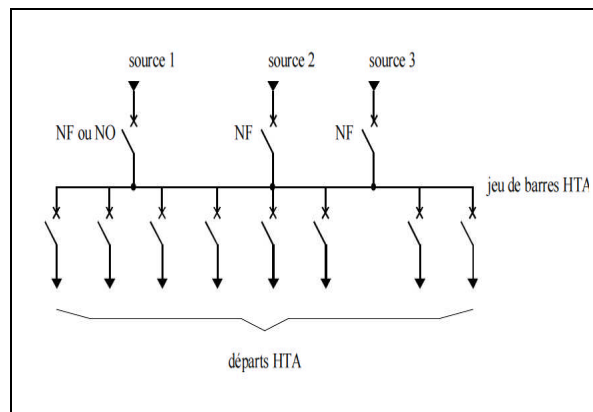 source 1
source 2
source 3
NF ou NO
NF
NF
jeu de barres HTA
départs HTA